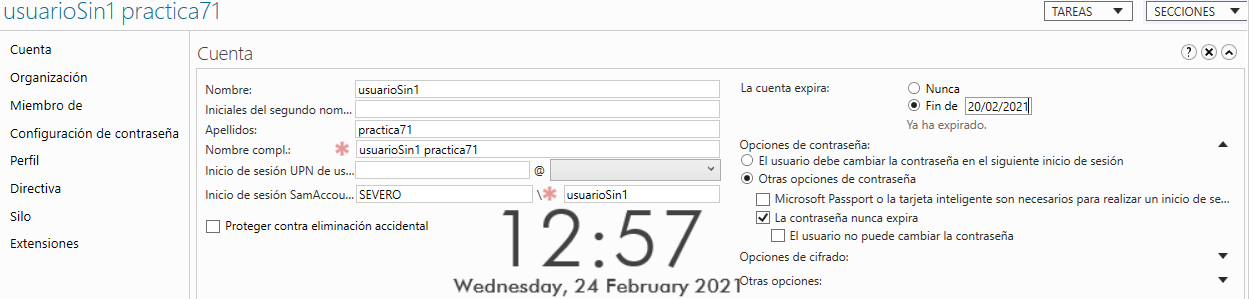 usuarioSin1 practica71
TAREAS
SECCIONES
Cuenta
Organización
Miembro de
Configuración de contraseña
Perfil
Directiva
Silo
Extensiones
Cuenta
?
Nombre: usuarioSin1
Iniciales del segundo nom...
Apellidos: practica71
Nombre compl.: * usuarioSin1 practica71
Inicio de sesión UPN de us... @
Inicio de sesión SamAccou... SEVERO \* usuarioSin1
Proteger contra eliminación accidental
La cuenta expira: Nunca
Fin de 20/02/2021
Ya ha expirado.
Opciones de contraseña:
El usuario debe cambiar la contraseña en el siguiente inicio de sesión
Otras opciones de contraseña
Microsoft Passport o la tarjeta inteligente son necesarios para realizar un inicio de se...
La contraseña nunca expira
El usuario no puede cambiar la contraseña
Opciones de cifrado:
Otras opciones:
12:57
Wednesday, 24 February 2021